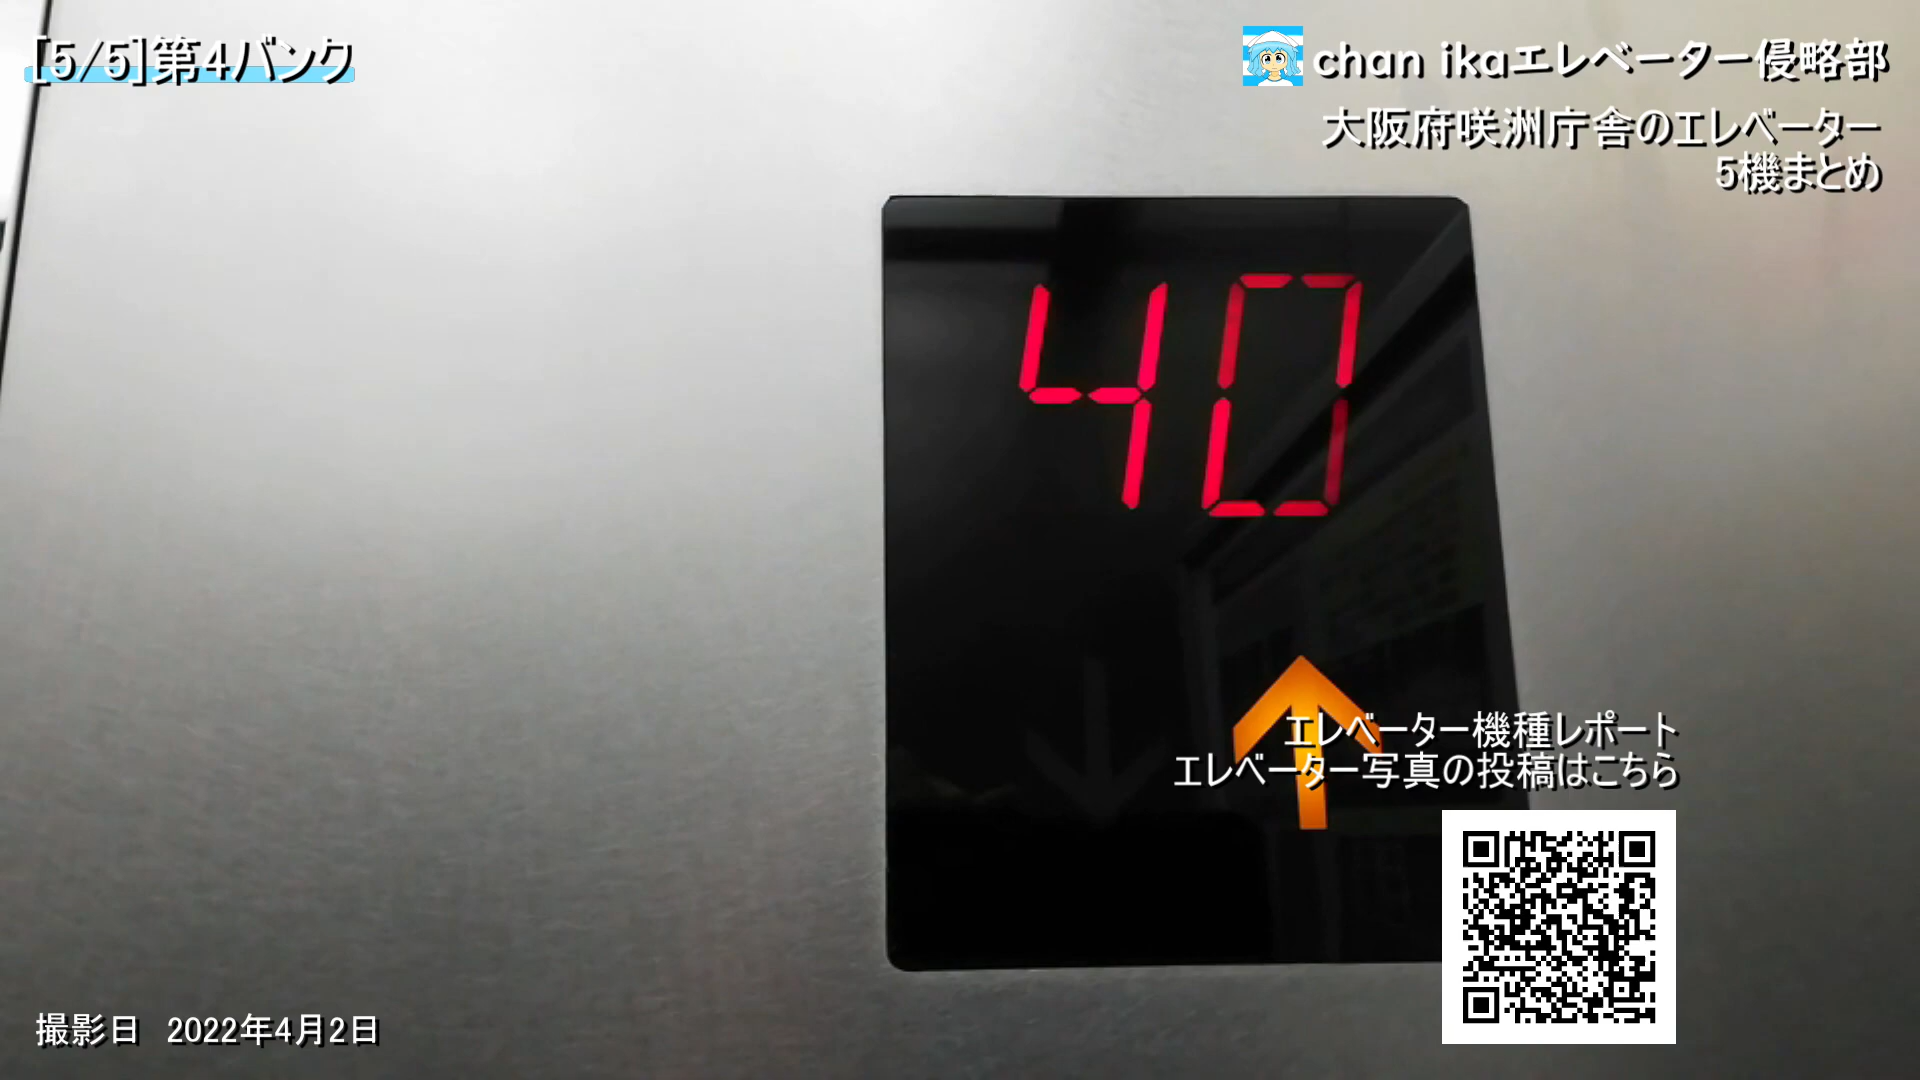 [5/5]第4バンク
chan ikaエレベーター侵略部
大阪府咲洲庁舎のエレベーター
5機まとめ
40
エレベーター機種レポート
エレベーター写真の投稿はこちら
撮影日 2022年4月2日